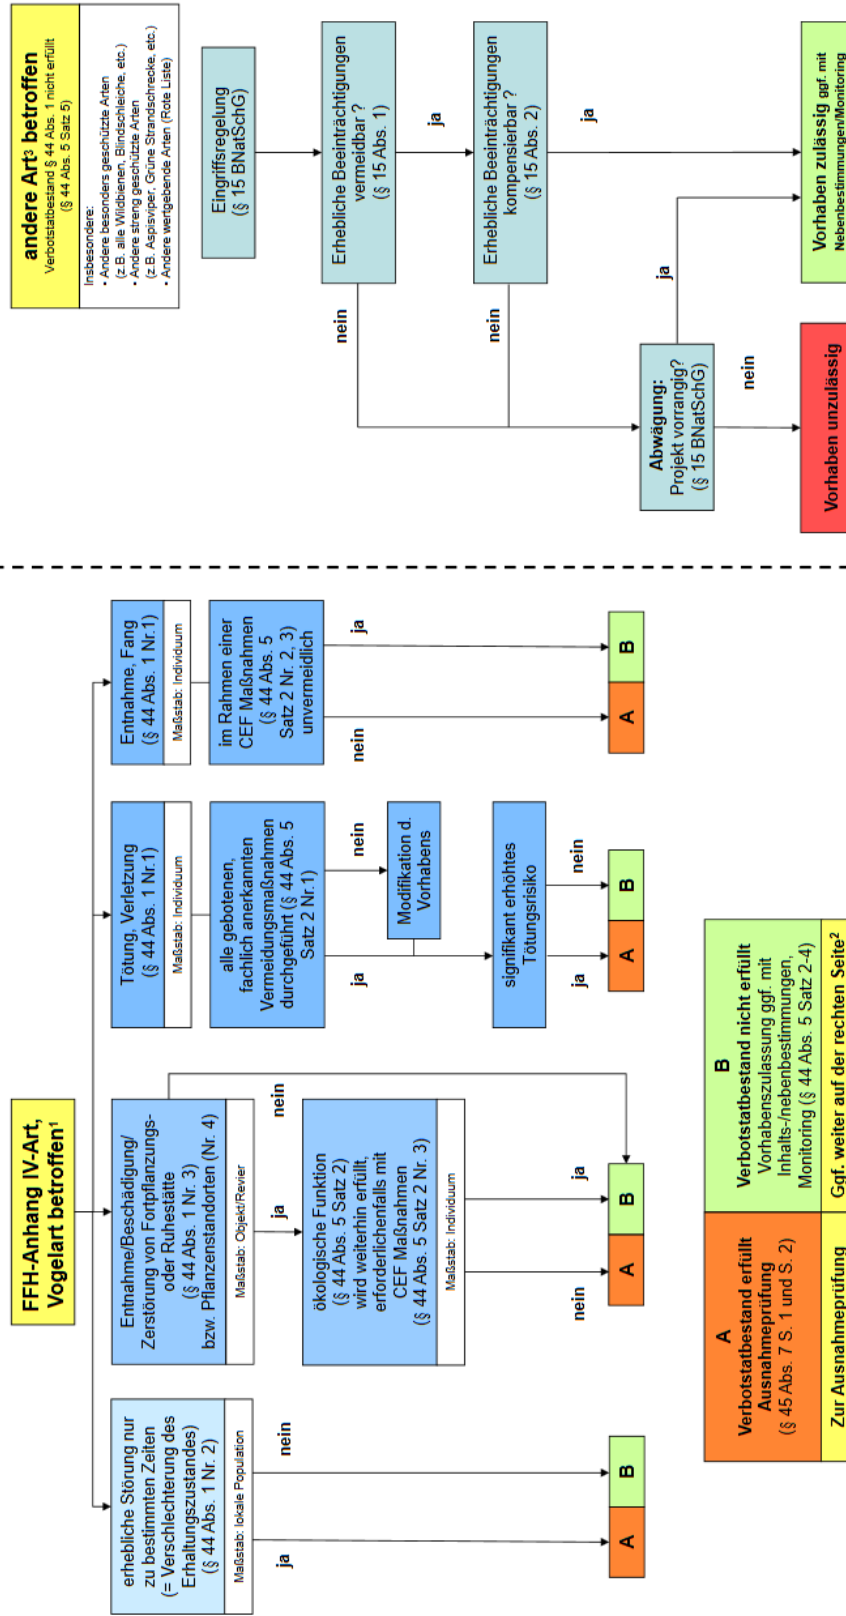 FFH-Anhang IV-Art,
Vogelart betroffen¹
erhebliche Störung nur
zu bestimmten Zeiten
(= Verschlechterung des
Erhaltungszustandes)
(§ 44 Abs. 1 Nr. 2)
Maßstab: lokale Population
ja
nein
A
B
Entnahme/Beschädigung/
Zerstörung von Fortpflanzungs-
oder Ruhestätte
(§ 44 Abs. 1 Nr. 3)
bzw. Pflanzenstandorten (Nr. 4)
Maßstab: Objekt/Revier
ja
nein
ökologische Funktion
(§ 44 Abs. 5 Satz 2)
wird weiterhin erfüllt,
erforderlichenfalls mit
CEF Maßnahmen
(§ 44 Abs. 5 Satz 2 Nr. 3)
Maßstab: Individuum
nein
ja
A
B
Tötung, Verletzung
(§ 44 Abs. 1 Nr.1)
Maßstab: Individuum
alle gebotenen,
fachlich anerkannten
Vermeidungsmaßnahmen
durchgeführt (§ 44 Abs. 5
Satz 2 Nr.1)
ja
nein
Modifikation d.
Vorhabens
signifikant erhöhtes
Tötungsrisiko
ja
nein
A
B
Entnahme, Fang
(§ 44 Abs. 1 Nr.1)
Maßstab: Individuum
im Rahmen einer
CEF Maßnahmen
(§ 44 Abs. 5
Satz 2 Nr. 2, 3)
unvermeidlich
nein
ja
A
B
A
Verbotstatbestand erfüllt
Ausnahmeprüfung
(§ 45 Abs. 7 S. 1 und S. 2)
Zur Ausnahmeprüfung
B
Verbotstatbestand nicht erfüllt
Vorhabenszulassung ggf. mit
Inhalts-/nebenbestimmungen,
Monitoring (§ 44 Abs. 5 Satz 2-4)
Ggf. weiter auf der rechten Seite²
andere Art³ betroffen
Verbotstatbestand § 44 Abs. 1 nicht erfüllt
(§ 44 Abs. 5 Satz 5)
Insbesondere:
• Andere besonders geschützte Arten
(z.B. alle Wildbienen, Blindschleiche, etc.)
• Andere streng geschützte Arten
(z.B. Aspisviper, Grüne Strandschrecke, etc.)
• Andere wertgebende Arten (Rote Liste)
Eingriffsregelung
(§ 15 BNatSchG)
Erhebliche Beeinträchtigungen
vermeidbar ?
(§ 15 Abs. 1)
nein
ja
Erhebliche Beeinträchtigungen
kompensierbar ?
(§ 15 Abs. 2)
nein
ja
Abwägung:
Projekt vorrangig?
(§ 15 BNatSchG)
ja
nein
Vorhaben unzulässig
Vorhaben zulässig ggf. mit
Nebenbestimmungen/Monitoring